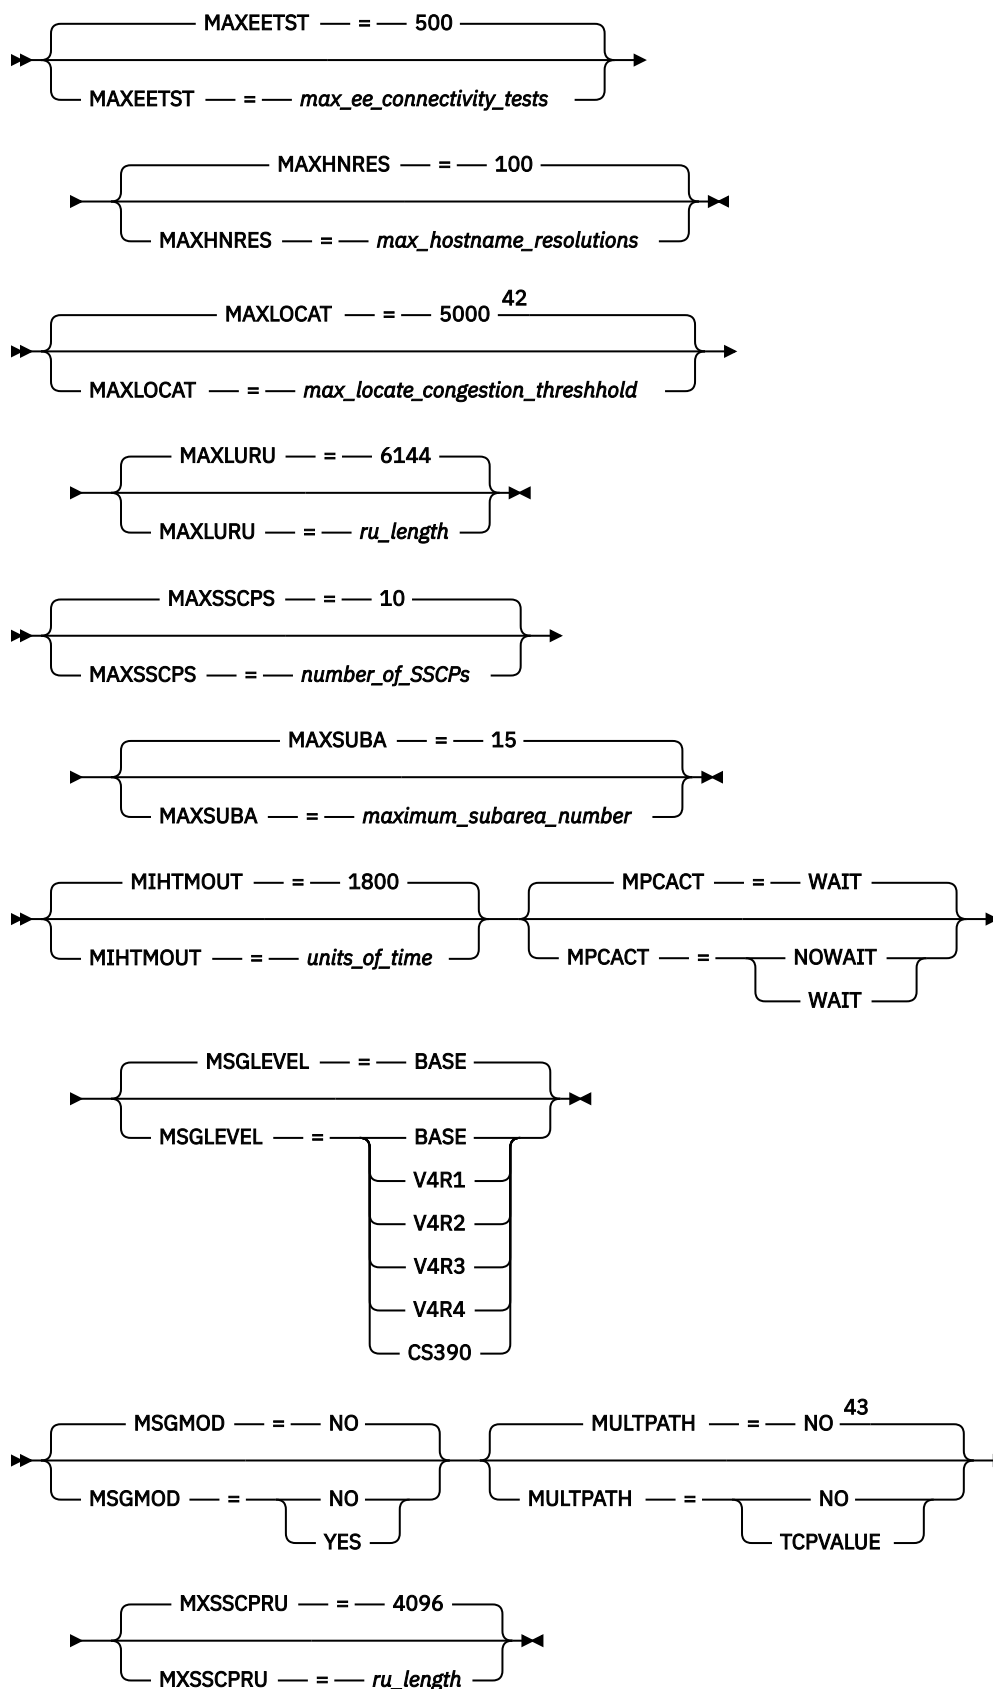 MAXEETST = 500
MAXEETST = max_ee_connectivity_tests
MAXHNRES = 100
MAXHNRES = max_hostname_resolutions
MAXLOCAT = 5000 42
MAXLOCAT = max_locate_congestion_threshhold
MAXLURU = 6144
MAXLURU = ru_length
MAXSSCPS = 10
MAXSSCPS = number_of_SSCPs
MAXSUBA = 15
MAXSUBA = maximum_subarea_number
MIHTMOUT = 1800 MPCACT = WAIT
MIHTMOUT = units_of_time MPCACT = NOWAIT
WAIT
MSGLEVEL = BASE
MSGLEVEL = BASE
V4R1
V4R2
V4R3
V4R4
CS390
MSGMOD = NO MULTPATH = NO 43
MSGMOD = NO MULTPATH = NO
YES TCPVALUE
MXSSCPRU = 4096
MXSSCPRU = ru_length